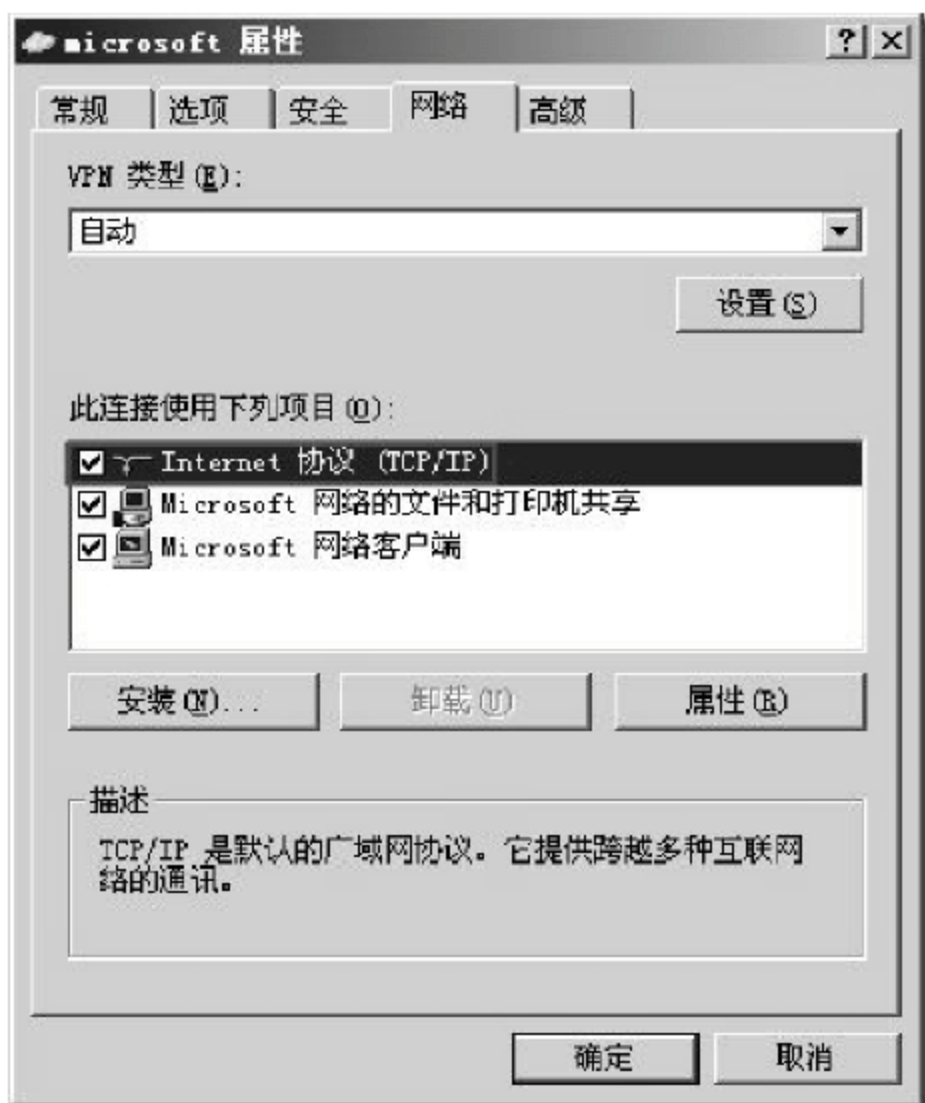 microsoft 属性
常规 选项 安全 网络 高级
VPN 类型(E):
自动
设置(S)
此连接使用下列项目(O):
Internet 协议 (TCP/IP)
Microsoft 网络的文件和打印机共享
Microsoft 网络客户端
安装(N)... 卸载(U) 属性(R)
描述
TCP/IP 是默认的广域网协议。它提供跨越多种互联网
络的通讯。
确定 取消